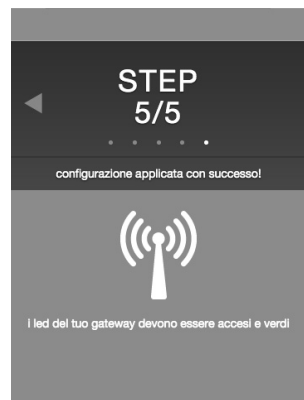 STEP
5/5
configurazione applicata con successo!
i led del tuo gateway devono essere accesi e verdi